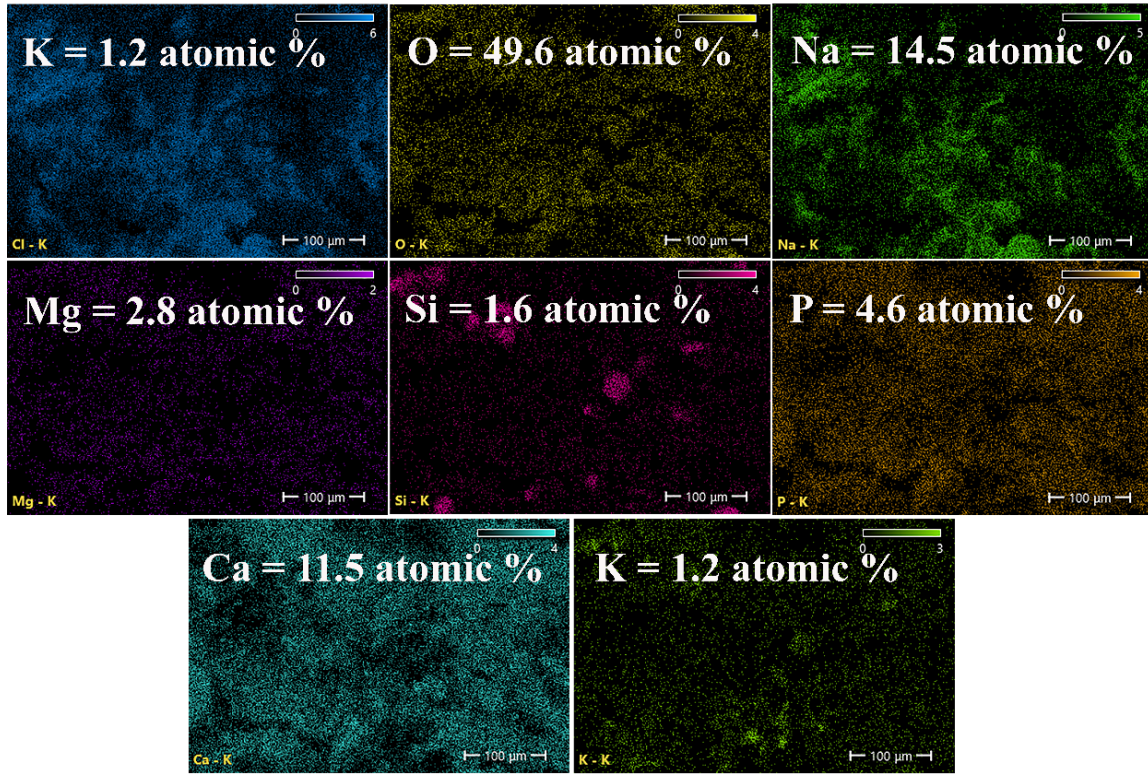 K = 1.2 atomic %
0 6
Cl - K
100 µm
O = 49.6 atomic %
0 4
O - K
100 µm
Na = 14.5 atomic %
0 5
Na - K
100 µm
Mg = 2.8 atomic %
0 2
Mg - K
100 µm
Si = 1.6 atomic %
0 4
Si - K
100 µm
P = 4.6 atomic %
0 4
P - K
100 µm
Ca = 11.5 atomic %
0 4
Ca - K
100 µm
K = 1.2 atomic %
0 3
K - K
100 µm